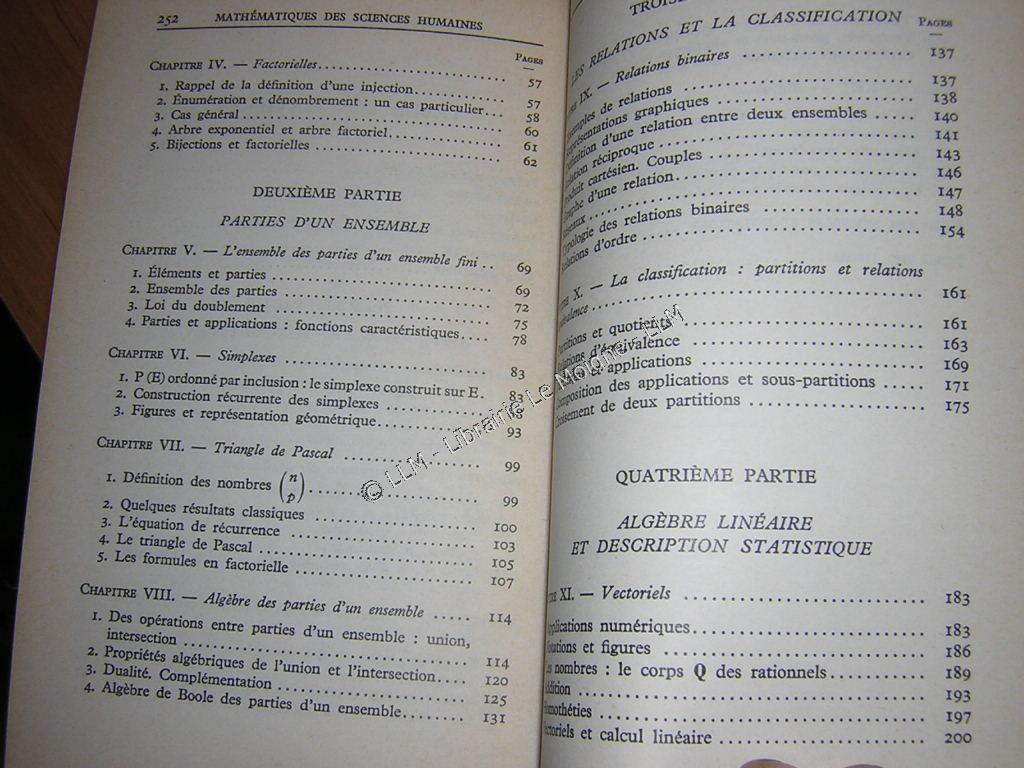 252 MATHÉMATIQUES DES SCIENCES HUMAINES
PAGES
CHAPITRE IV. — Factorielles 57
1. Rappel de la définition d'une injection 57
2. Énumération et dénombrement : un cas particulier 58
3. Cas général 60
4. Arbre exponentiel et arbre factoriel 61
5. Bijections et factorielles 62
DEUXIÈME PARTIE
PARTIES D'UN ENSEMBLE
CHAPITRE V. — L'ensemble des parties d'un ensemble fini 69
1. Éléments et parties 69
2. Ensemble des parties 72
3. Loi du doublement 75
4. Parties et applications : fonctions caractéristiques 78
CHAPITRE VI. — Simplexes 83
1. P (E) ordonné par inclusion : le simplexe construit sur E. 83
2. Construction récurrente des simplexes
3. Figures et représentation géométrique 93
CHAPITRE VII. — Triangle de Pascal 99
1. Définition des nombres (n p) 99
2. Quelques résultats classiques 100
3. L'équation de récurrence 103
4. Le triangle de Pascal 105
5. Les formules en factorielle 107
CHAPITRE VIII. — Algèbre des parties d'un ensemble 114
1. Des opérations entre parties d'un ensemble : union,
intersection 114
2. Propriétés algébriques de l'union et l'intersection 120
3. Dualité. Complémentation 125
4. Algèbre de Boole des parties d'un ensemble 131
LES RELATIONS ET LA CLASSIFICATION
PAGES
IX. — Relations binaires 137
de relations 137
graphiques 138
d'une relation entre deux ensembles 140
réciproque 141
cartésien. Couples 143
d'une relation 146
147
des relations binaires 148
d'ordre 154
X. — La classification : partitions et relations
161
et quotients 161
d'équivalence 163
et applications 169
des applications et sous-partitions 171
de deux partitions 175
QUATRIÈME PARTIE
ALGÈBRE LINÉAIRE
ET DESCRIPTION STATISTIQUE
XI. — Vectoriels 183
numériques 183
et figures 186
nombres : le corps Q des rationnels 189
193
197
et calcul linéaire 200
© LLM - Librairie Le Moigne - LLM